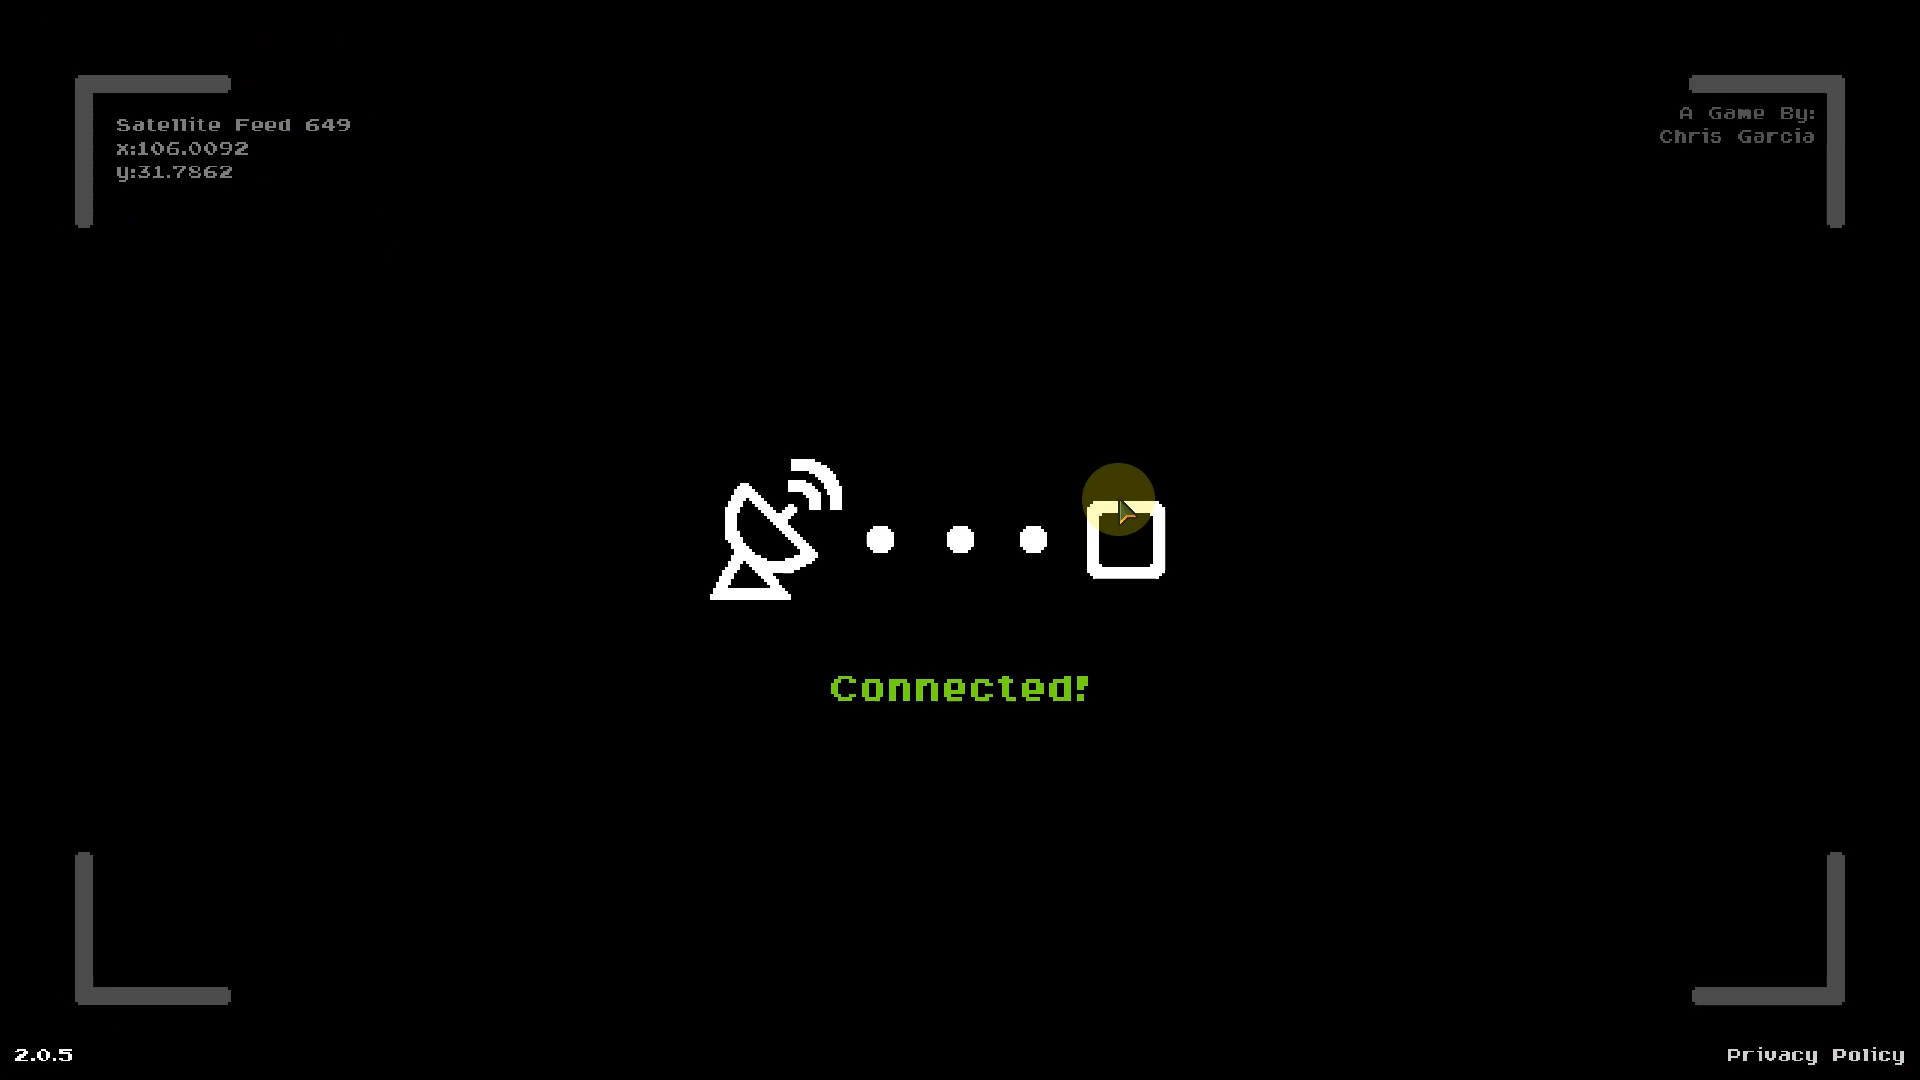 Satellite Feed 649
x:106.0092
y:31.7862
A Game By:
Chris Garcia
Connected!
2.0.5
Privacy Policy